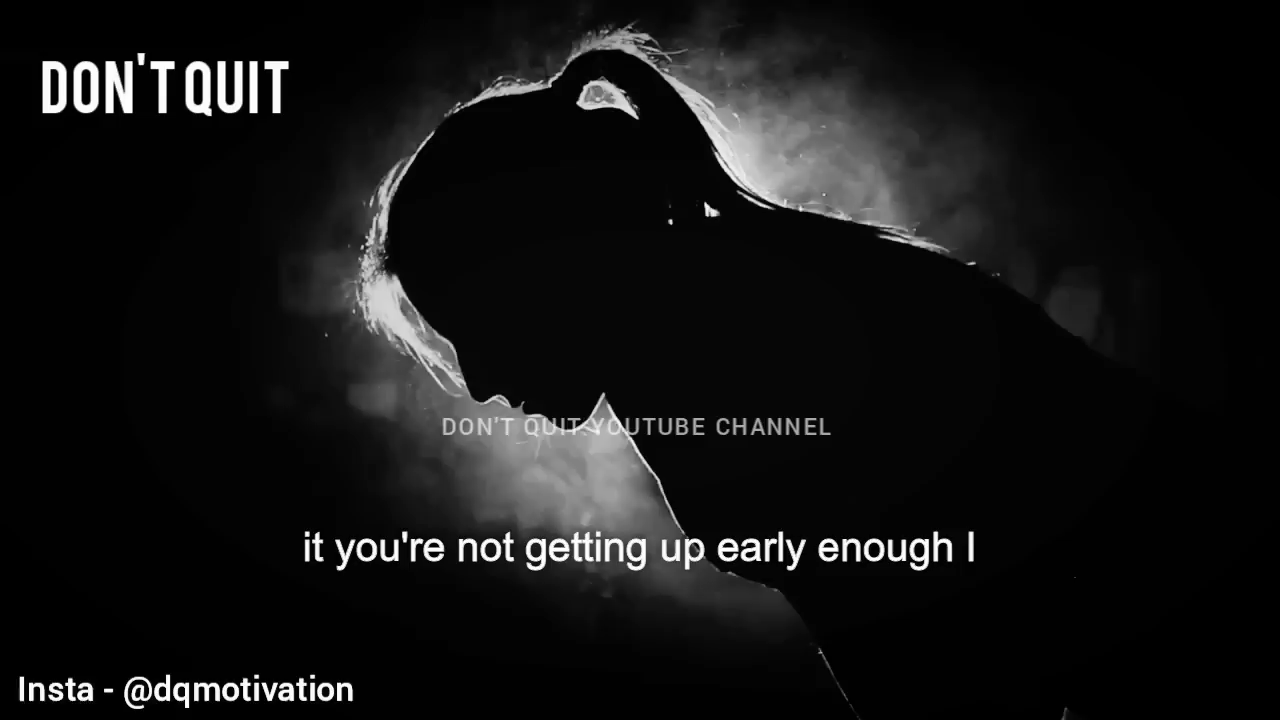 DON'T QUIT
DON'T QUIT YOUTUBE CHANNEL
it you're not getting up early enough I
Insta - @dqmotivation